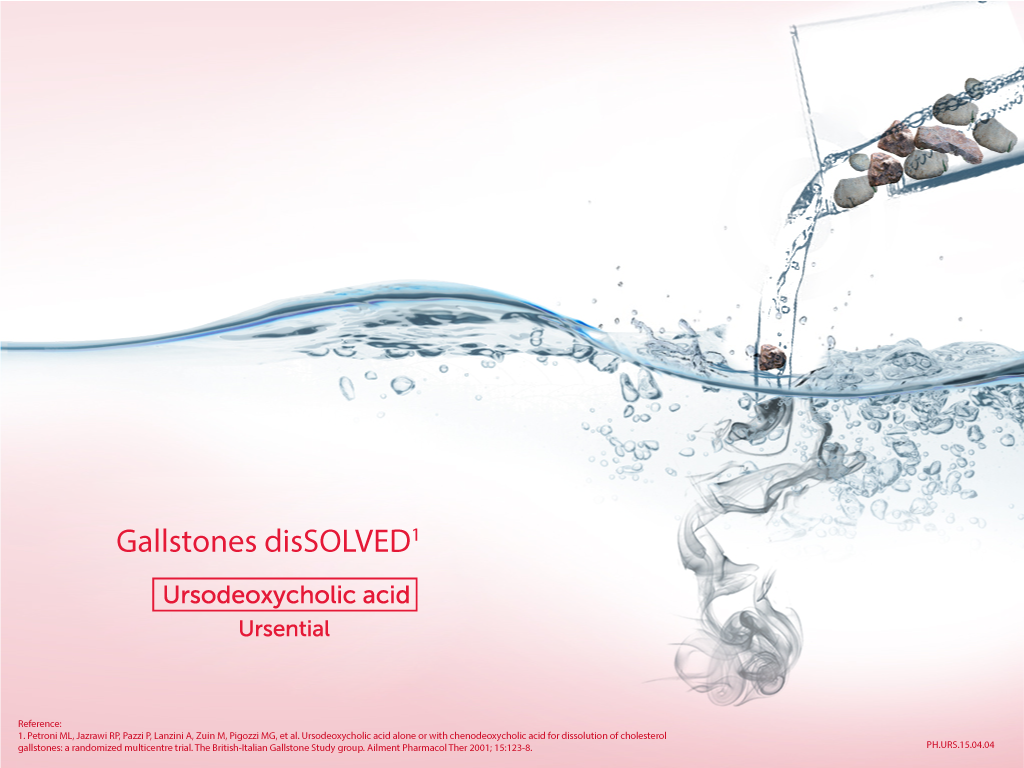 Gallstones disSOLVED¹
Ursodeoxycholic acid
Ursential
Reference:
1. Petroni ML, Jazrawi RP, Pazzi P, Lanzini A, Zuin M, Pigozzi MG, et al. Ursodeoxycholic acid alone or with chenodeoxycholic acid for dissolution of cholesterol
gallstones: a randomized multicentre trial. The British-Italian Gallstone Study group. Ailment Pharmacol Ther 2001; 15:123-8.
PH.URS.15.04.04